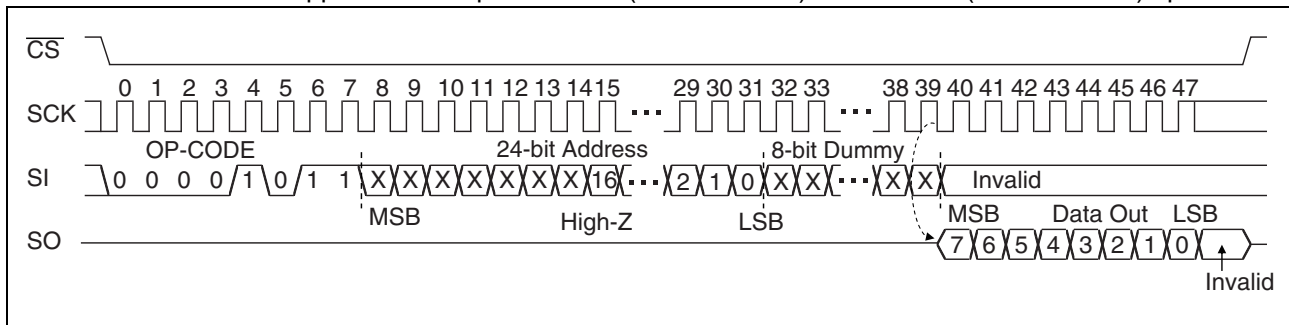 CS
0 1 2 3 4 5 6 7 8 9 10 11 12 13 14 15 29 30 31 32 33 38 39 40 41 42 43 44 45 46 47
SCK
OP-CODE 24-bit Address 8-bit Dummy
SI 0 0 0 0 1 0 1 1 X X X X X X X 16 2 1 0 X X X X Invalid
MSB High-Z LSB MSB Data Out LSB
SO 7 6 5 4 3 2 1 0
Invalid